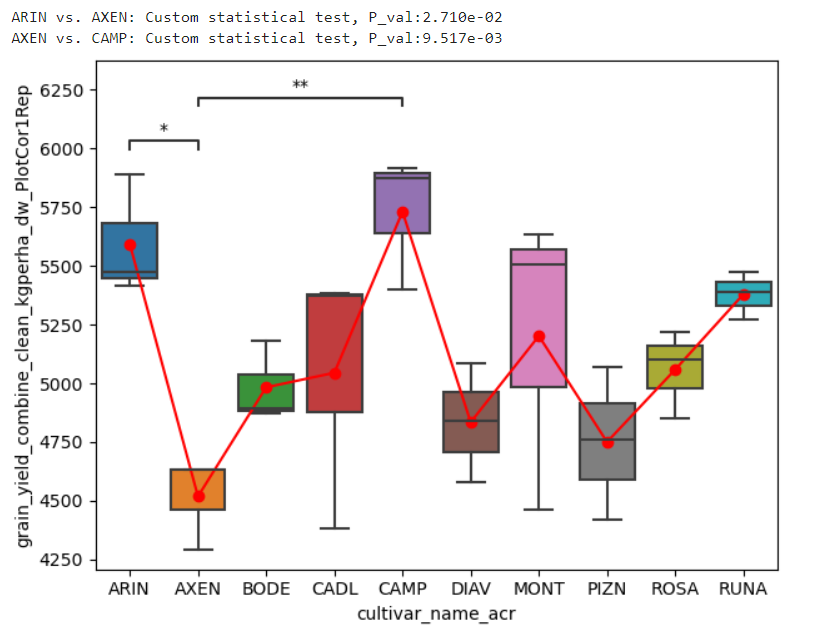 ARIN vs. AXEN: Custom statistical test, P_val:2.710e-02
AXEN vs. CAMP: Custom statistical test, P_val:9.517e-03
grain_yield_combine_clean_kgperha_dw_PlotCor1Rep
6250
6000
5750
5500
5250
5000
4750
4500
4250
**
*
ARIN AXEN BODE CADL CAMP DIAV MONT PIZN ROSA RUNA
cultivar_name_acr